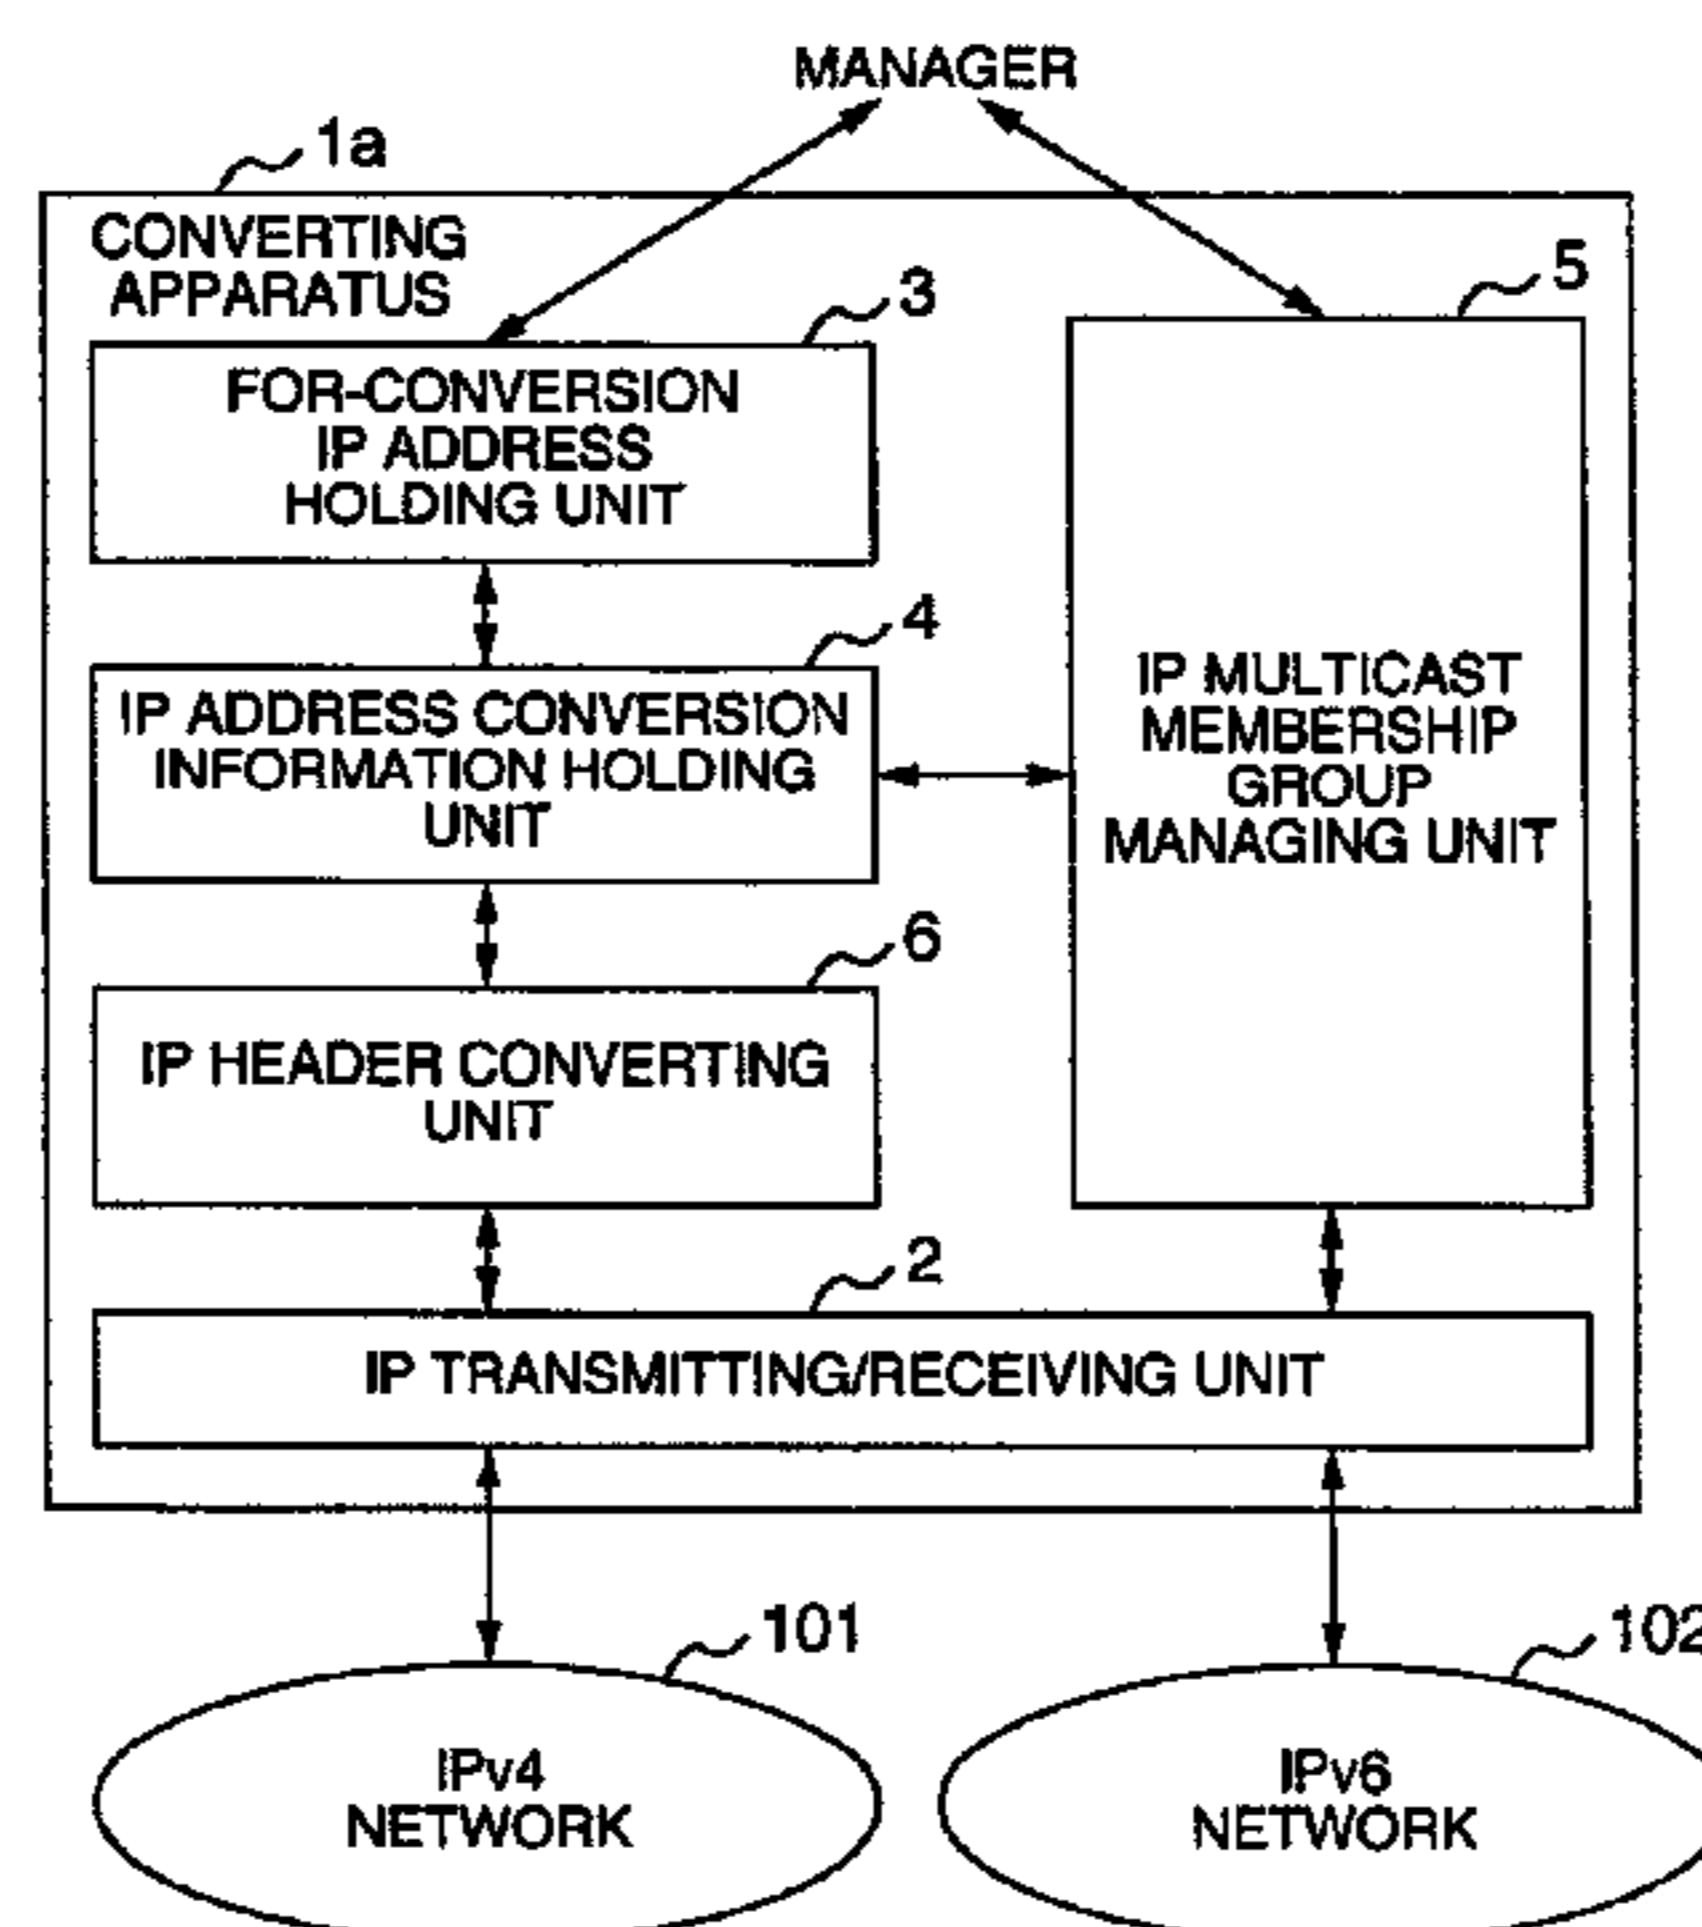 MANAGER
1a
CONVERTING
APPARATUS
3
FOR-CONVERSION
IP ADDRESS
HOLDING UNIT
5
4
IP ADDRESS CONVERSION
INFORMATION HOLDING
UNIT
IP MULTICAST
MEMBERSHIP
GROUP
MANAGING UNIT
6
IP HEADER CONVERTING
UNIT
2
IP TRANSMITTING/RECEIVING UNIT
101
IPv4
NETWORK
102
IPv6
NETWORK